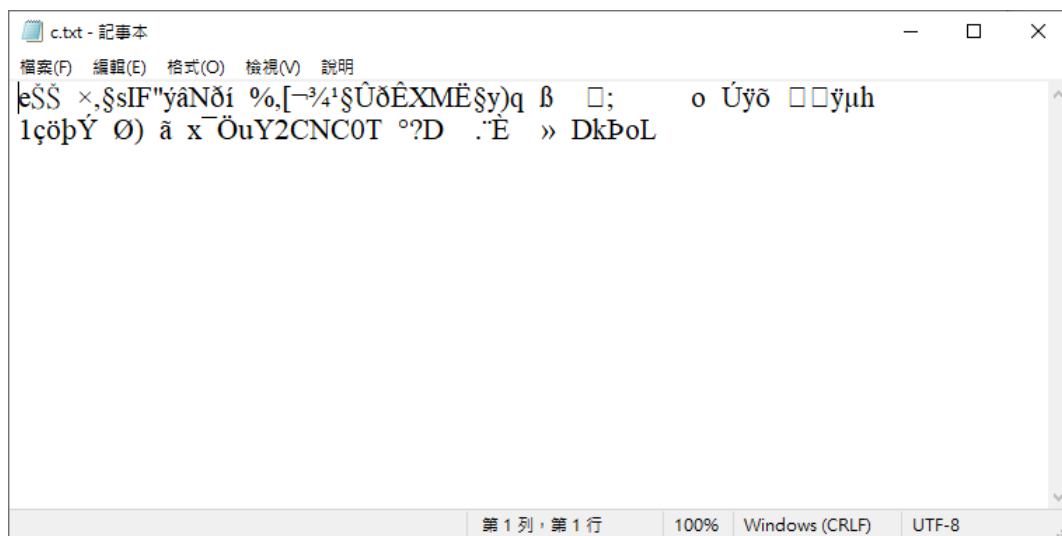 c.txt - 記事本
檔案(F) 編輯(E) 格式(O) 檢視(V) 說明
eŠŠ ×,§sIF"ýâNðí %,[¬¾¹§ÛðÊXMË§y)q ß □; o Úÿõ □□ÿµh
1çöþÝ Ø) ã x¯ÖuY2CNC0T °?D .¨È » DkÞoL
第 1 列，第 1 行 100% Windows (CRLF) UTF-8